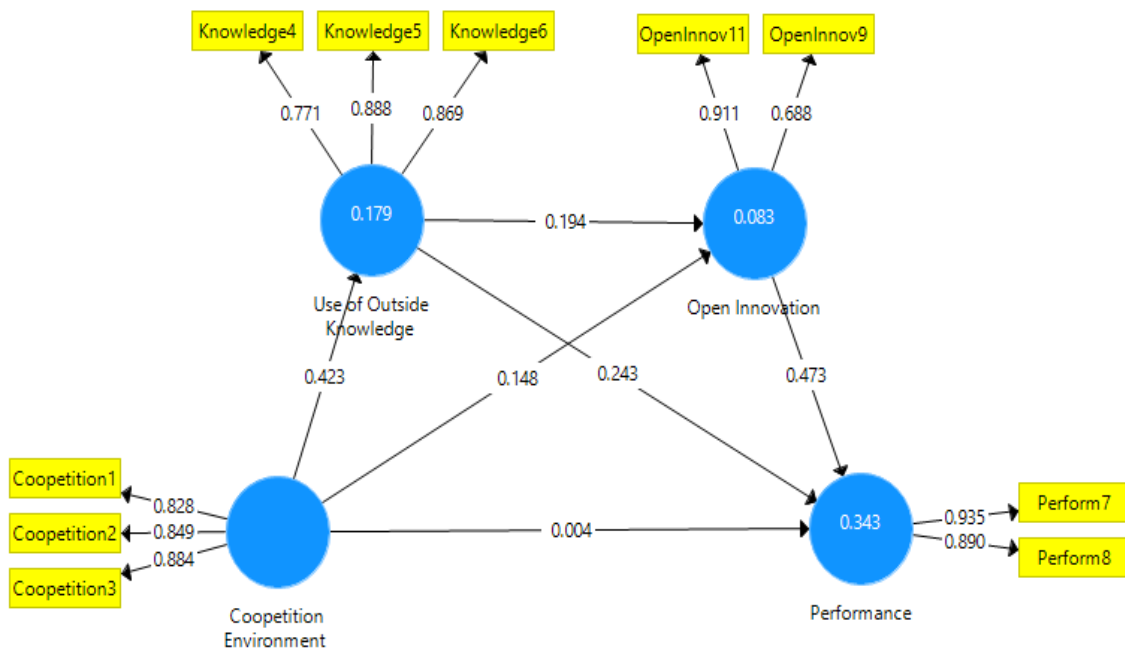 Knowledge4
Knowledge5
Knowledge6
OpenInnov11
OpenInnov9
0.771
0.888
0.869
0.911
0.688
0.179
0.194
0.083
Use of Outside
Knowledge
Open Innovation
0.423
0.148
0.243
0.473
Coopetition1
Coopetition2
Coopetition3
0.828
0.849
0.884
0.004
0.343
0.935
0.890
Perform7
Perform8
Coopetition
Environment
Performance